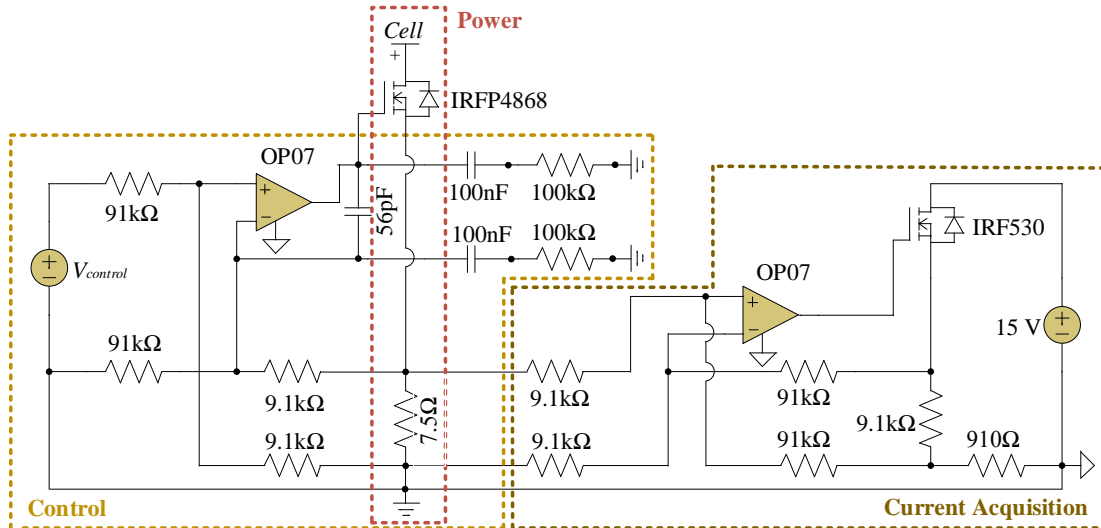 Power
Cell
+
IRFP4868
OP07
+
−
91kΩ
56pF
100nF
100kΩ
100nF
100kΩ
IRF530
OP07
+
−
+
−
Vcontrol
15 V
+
−
91kΩ
9.1kΩ
7.5Ω
9.1kΩ
91kΩ
9.1kΩ
9.1kΩ
9.1kΩ
91kΩ
910Ω
Control
Current Acquisition